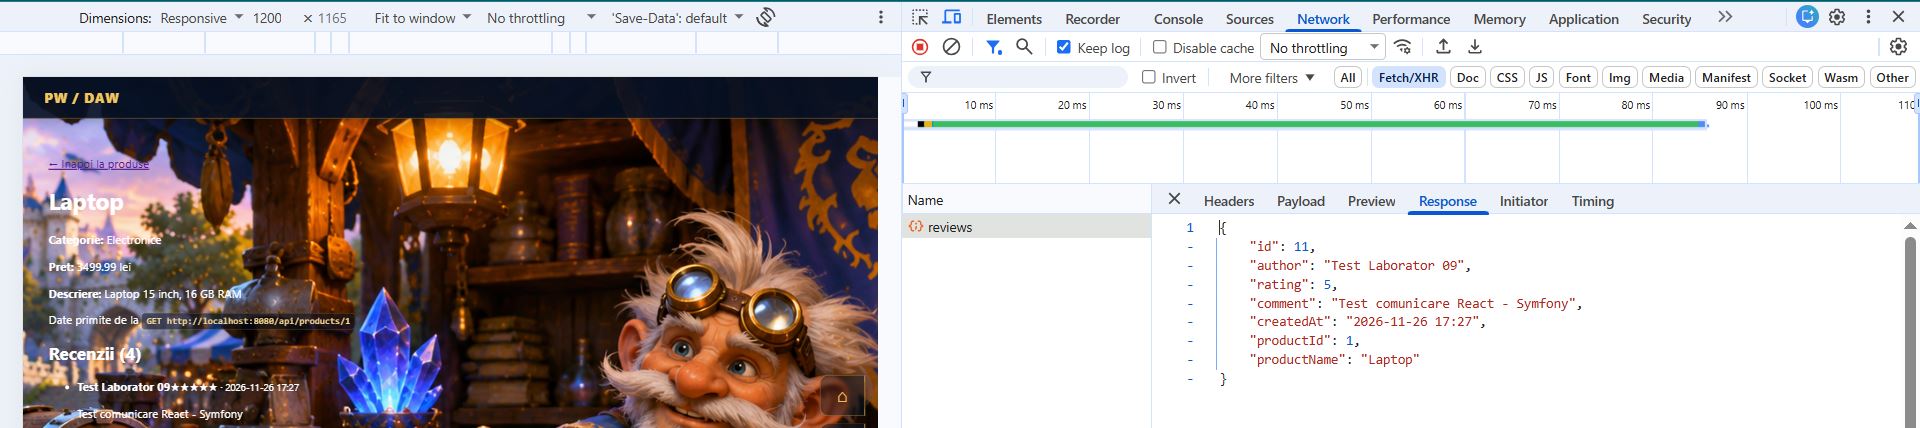 Dimensions: Responsive 1200 × 1165 Fit to window No throttling 'Save-Data': default
Elements Recorder Console Sources Network Performance Memory Application Security
Keep log Disable cache No throttling
Invert More filters All Fetch/XHR Doc CSS JS Font Img Media Manifest Socket Wasm Other
10 ms 20 ms 30 ms 40 ms 50 ms 60 ms 70 ms 80 ms 90 ms 100 ms 110
PW / DAW
← Inapoi la produse
Laptop
Categorie: Electronice
Pret: 3499.99 lei
Descriere: Laptop 15 inch, 16 GB RAM
Date primite de la GET http://localhost:8080/api/products/1
Recenzii (4)
Test Laborator 09★★★★★ · 2026-11-26 17:27
Test comunicare React - Symfony
Name
reviews
Headers Payload Preview Response Initiator Timing
1 {
- "id": 11,
- "author": "Test Laborator 09",
- "rating": 5,
- "comment": "Test comunicare React - Symfony",
- "createdAt": "2026-11-26 17:27",
- "productId": 1,
- "productName": "Laptop"
- }